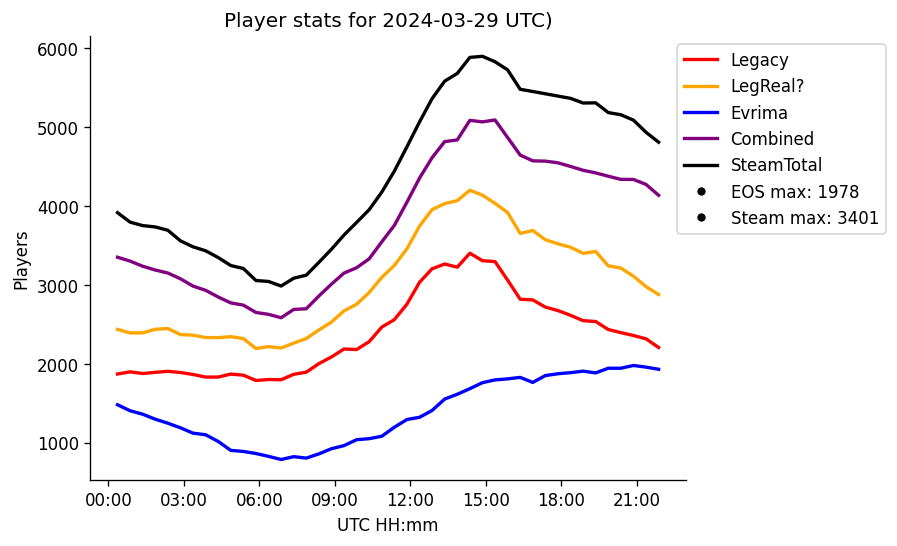 Player stats for 2024-03-29 UTC)
6000
5000
4000
3000
2000
1000
Players
00:00 03:00 06:00 09:00 12:00 15:00 18:00 21:00
UTC HH:mm
Legacy
LegReal?
Evrima
Combined
SteamTotal
EOS max: 1978
Steam max: 3401